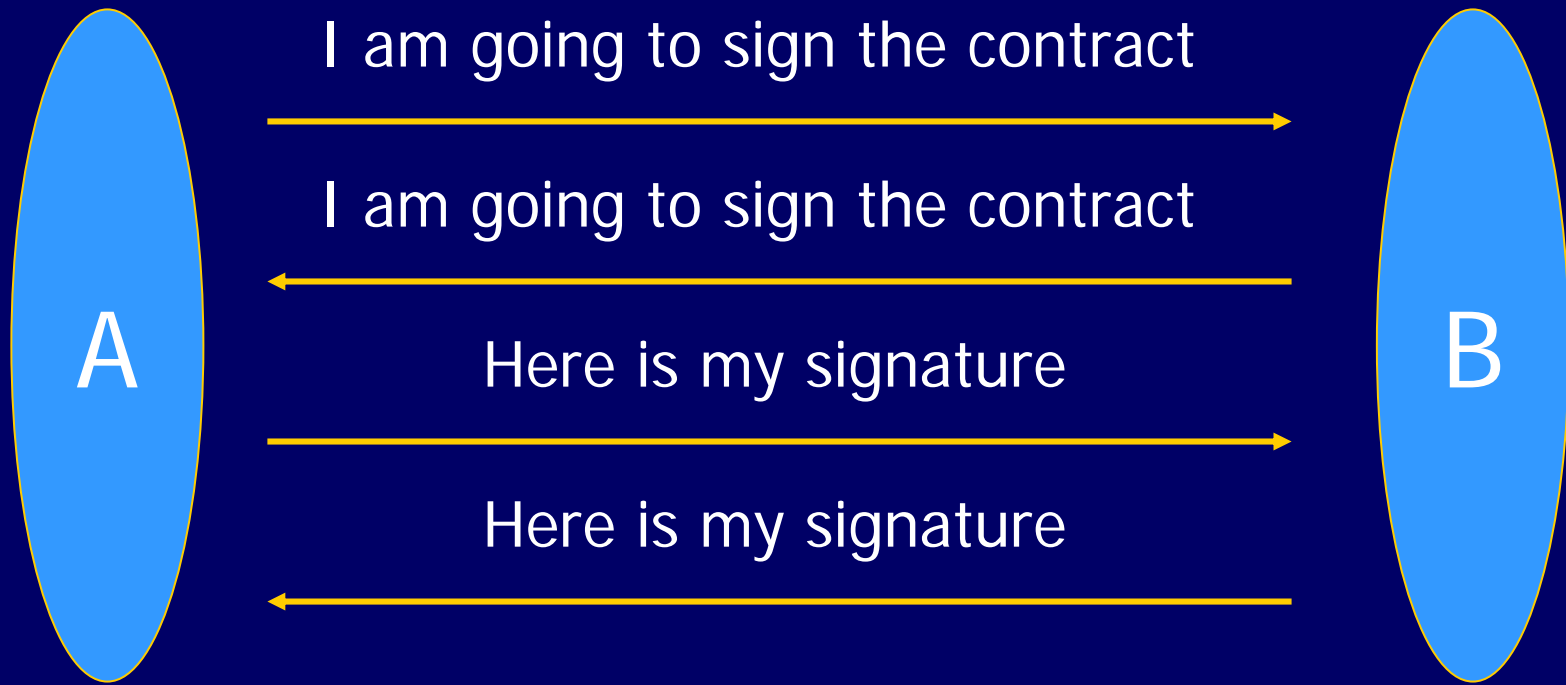 I am going to sign the contract
I am going to sign the contract
A
B
Here is my signature
Here is my signature